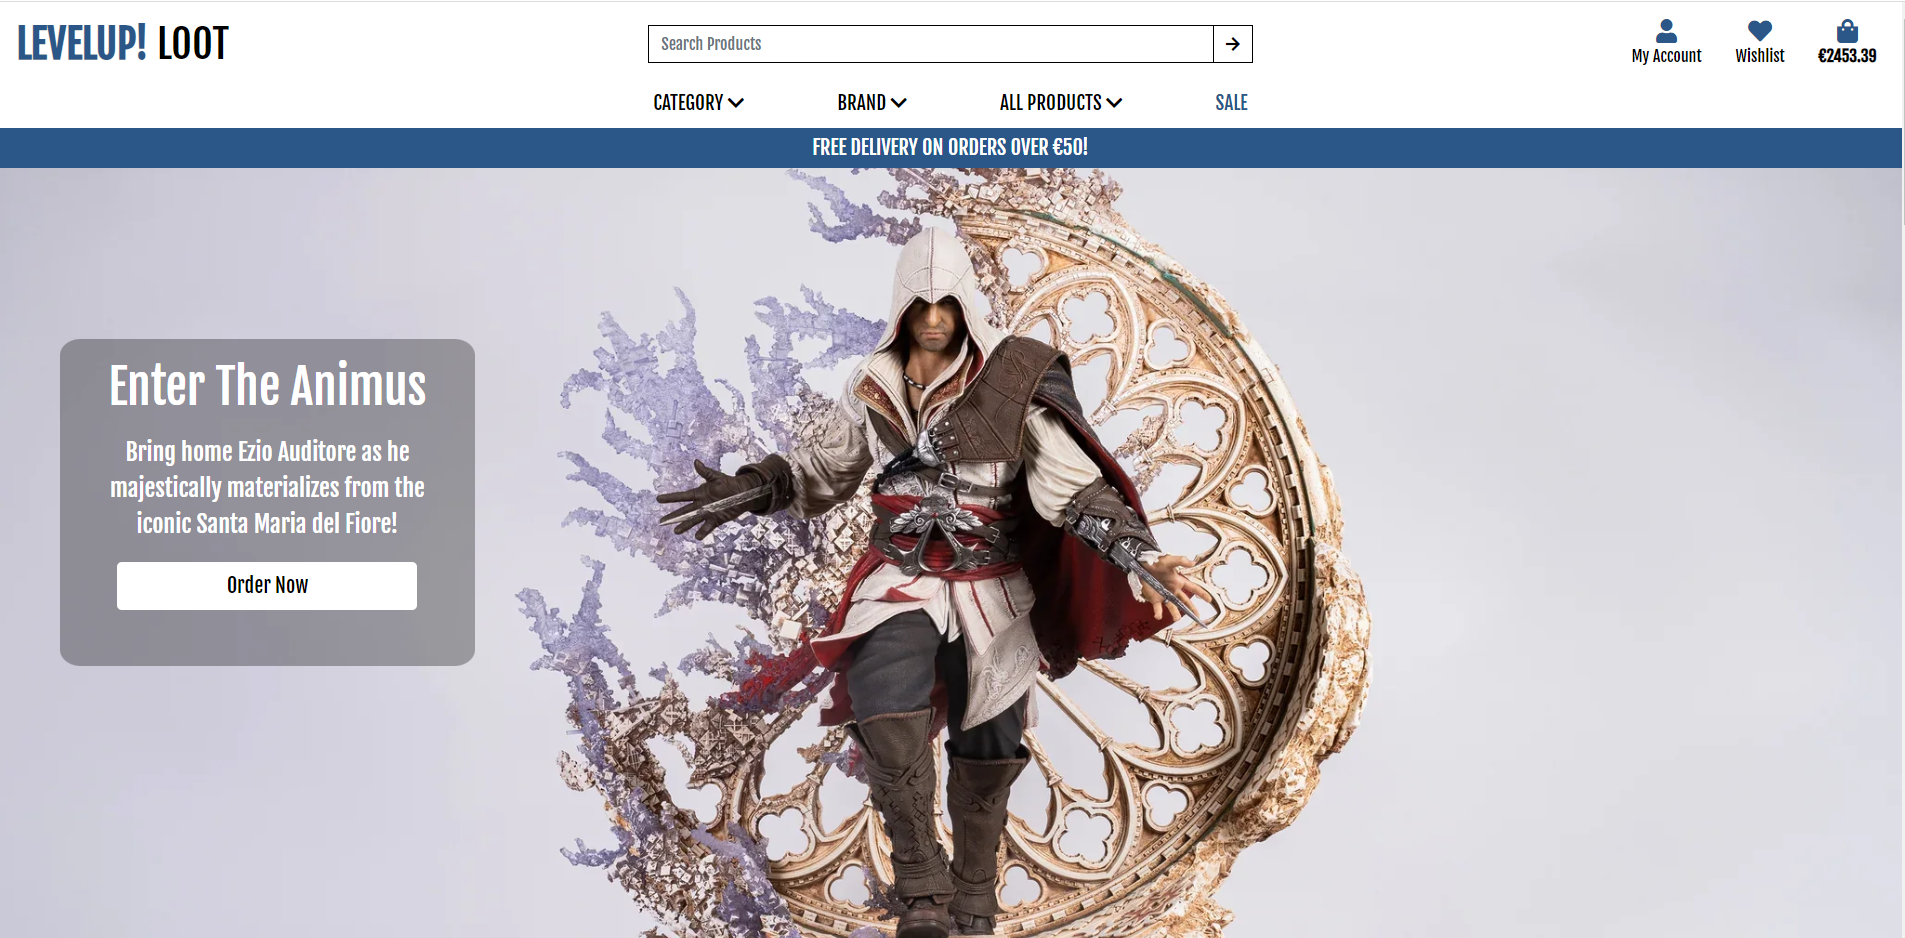 LEVELUP! LOOT
Search Products
My Account
Wishlist
€2453.39
CATEGORY
BRAND
ALL PRODUCTS
SALE
FREE DELIVERY ON ORDERS OVER €50!
Enter The Animus
Bring home Ezio Auditore as he
majestically materializes from the
iconic Santa Maria del Fiore!
Order Now